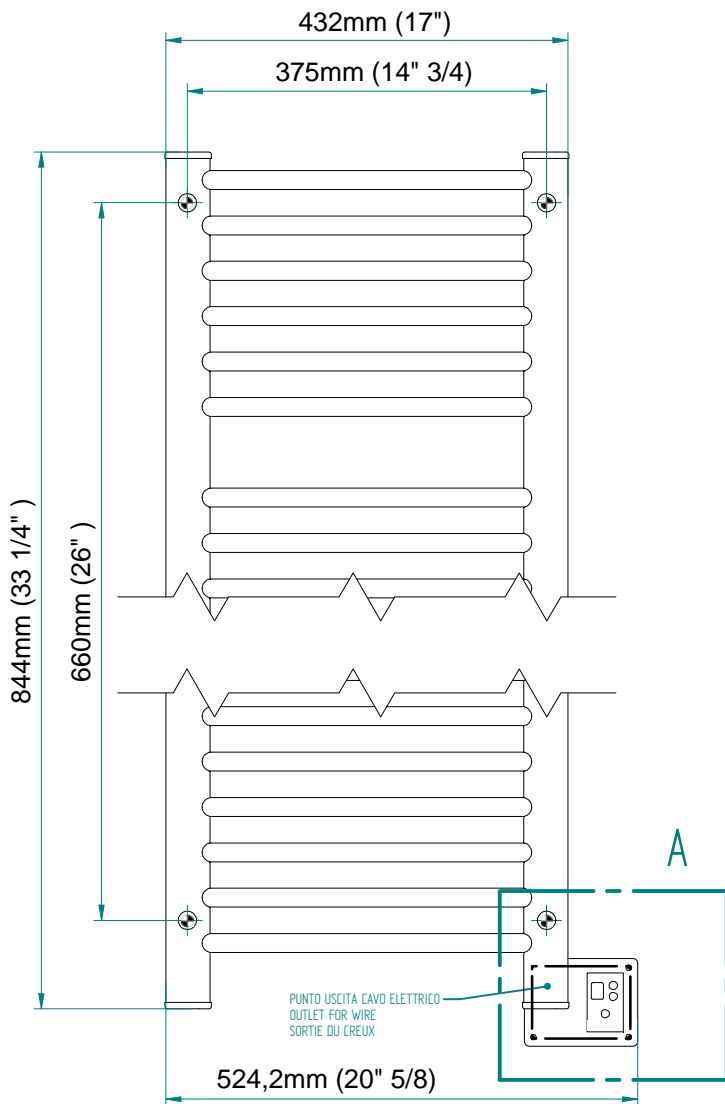 432mm (17")
375mm (14" 3/4)
844mm (33 1/4" )
660mm (26" )
A
PUNTO USCITA CAVO ELETTRICO
OUTLET FOR WIRE
SORTIE DU CREUX
524,2mm (20" 5/8)